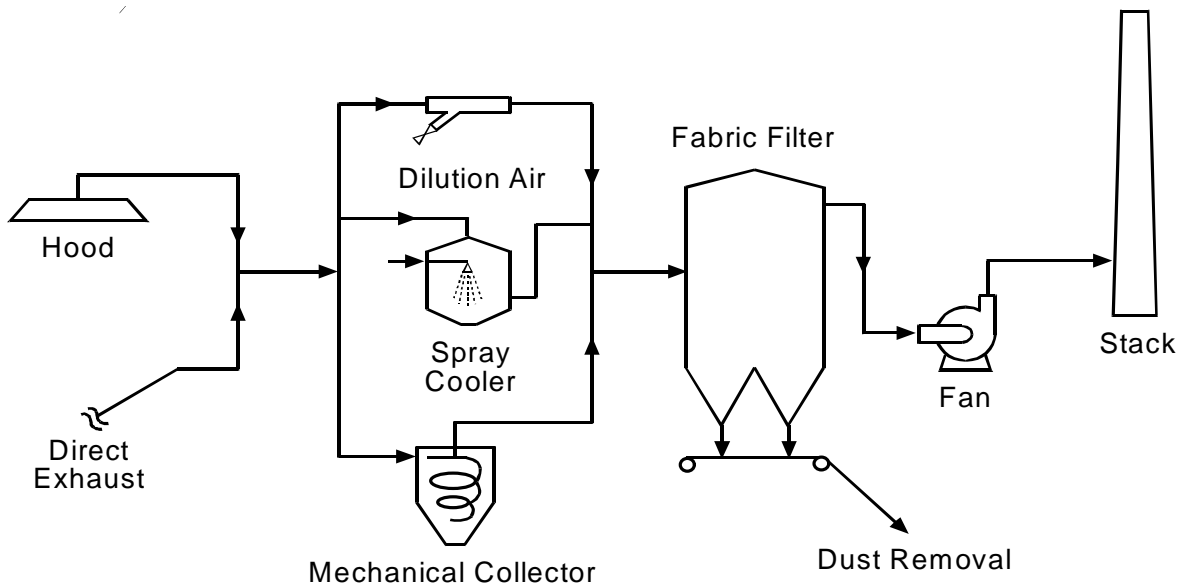 Fabric Filter
Dilution Air
Hood
Spray
Cooler
Stack
Fan
Direct
Exhaust
Dust Removal
Mechanical Collector